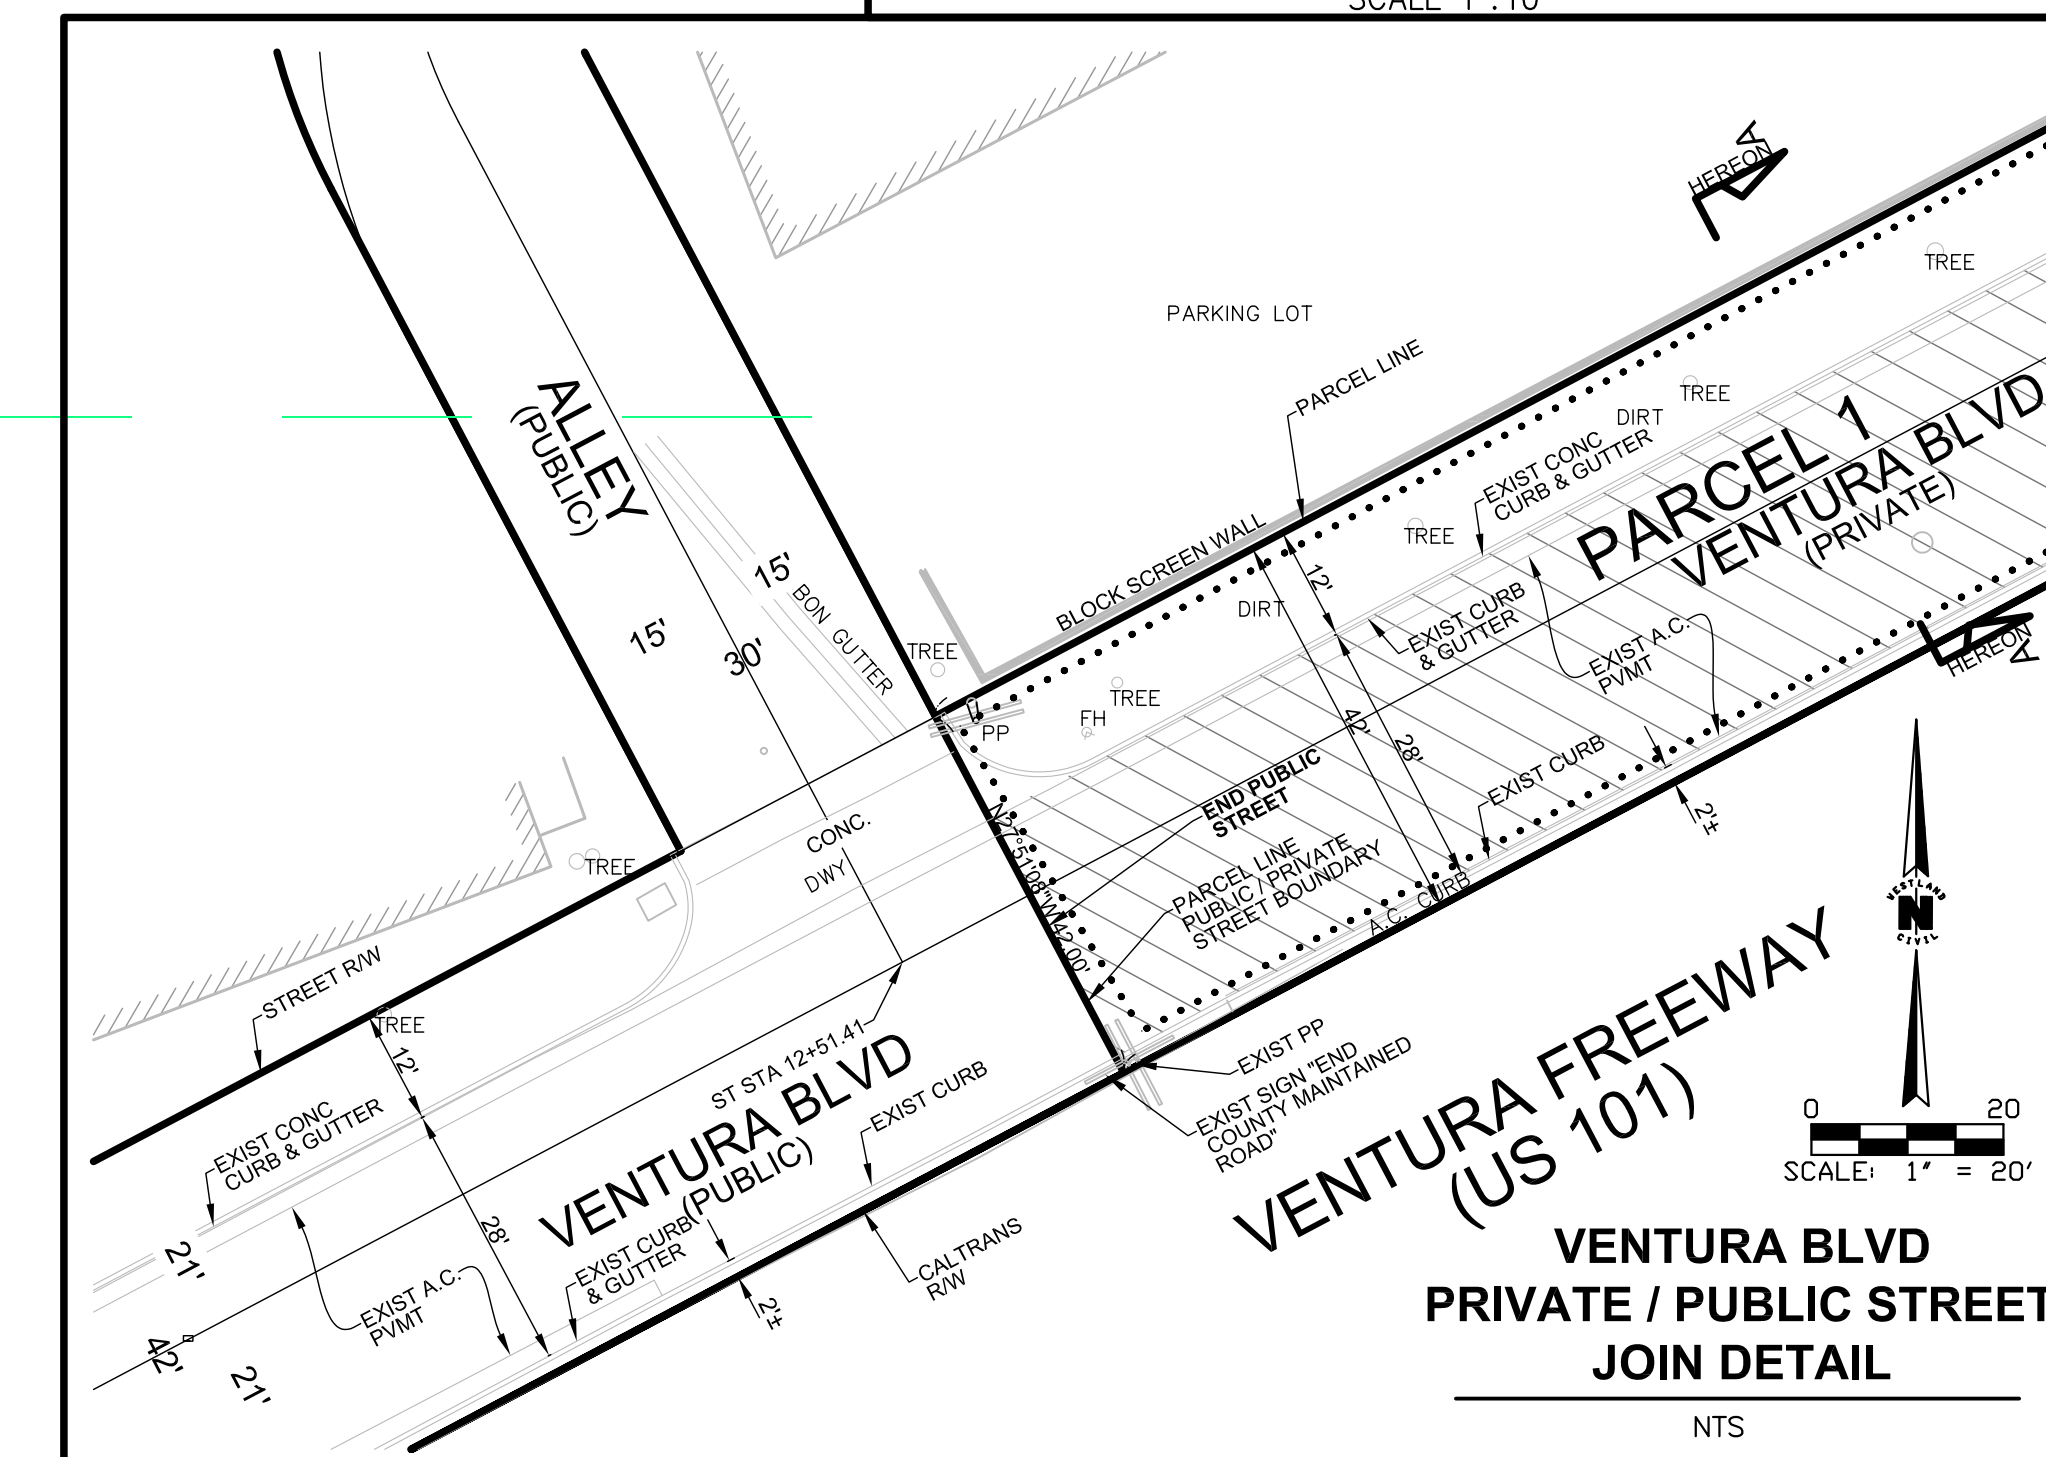 SCALE 1":10'
HEREON
A
TREE
PARKING LOT
PARCEL LINE
TREE
DIRT
ALLEY
(PUBLIC)
EXIST CONC
CURB & GUTTER
PARCEL 1
VENTURA BLVD
(PRIVATE)
TREE
BLOCK SCREEN WALL
15'
BON GUTTER
15'
30'
12'
DIRT
EXIST CURB
& GUTTER
EXIST A.C.
PVMT
HEREON
A
TREE
TREE
FH
PP
42'
28'
EXIST CURB
2'±
END PUBLIC
STREET
N27°51'08"W 42.00'
PARCEL LINE
PUBLIC / PRIVATE
STREET BOUNDARY
A.C. CURB
CONC.
DWY
TREE
STREET R/W
TREE
12'
ST STA 12+51.41
VENTURA BLVD
(PUBLIC)
EXIST CURB
EXIST PP
EXIST SIGN "END
COUNTY MAINTAINED
ROAD"
VENTURA FREEWAY
(US 101)
WESTLAND
N
CIVIL
0 20
SCALE: 1" = 20'
EXIST CONC
CURB & GUTTER
28'
21'
EXIST CURB
& GUTTER
CALTRANS
R/W
EXIST A.C.
PVMT
2'±
42'
21'
VENTURA BLVD
PRIVATE / PUBLIC STREET
JOIN DETAIL
NTS